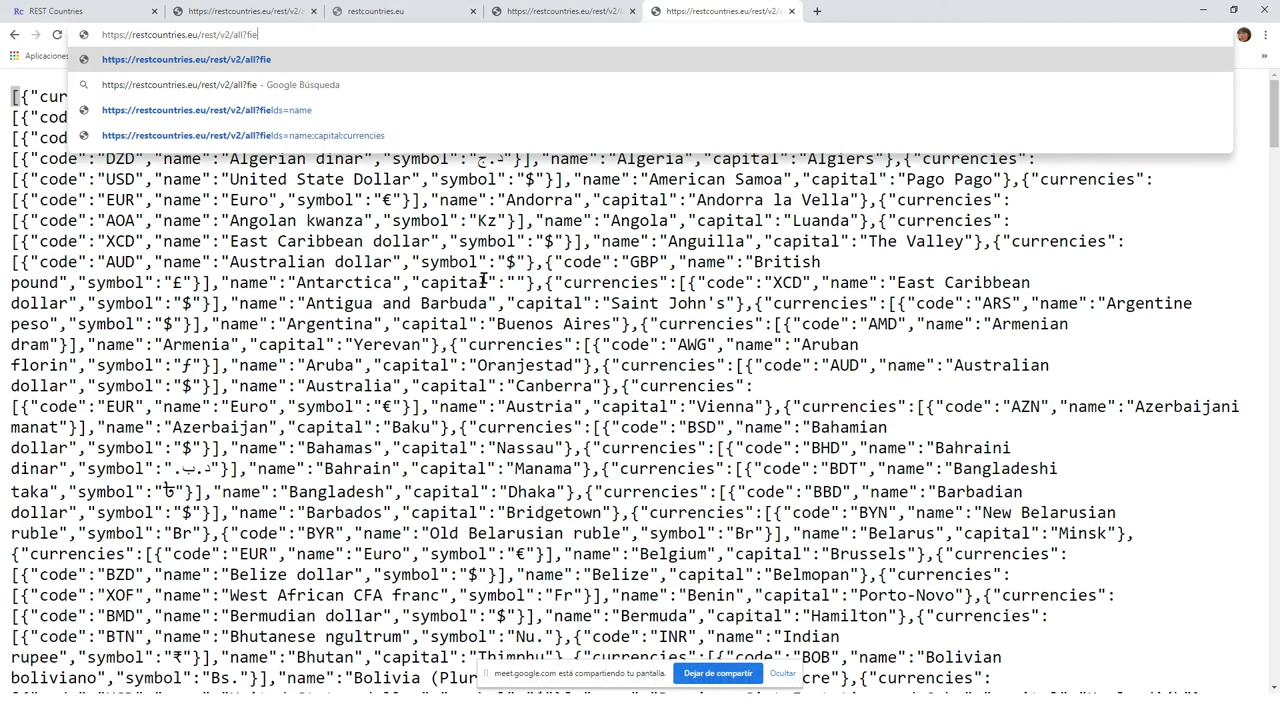 REST Countries
https://restcountries.eu/rest/v2/a
restcountries.eu
https://restcountries.eu/rest/v2/l
https://restcountries.eu/rest/v2/a
https://restcountries.eu/rest/v2/all?fie
Aplicaciones
https://restcountries.eu/rest/v2/all?fie
https://restcountries.eu/rest/v2/all?fie - Google Búsqueda
https://restcountries.eu/rest/v2/all?fields=name
https://restcountries.eu/rest/v2/all?fields=name;capital;currencies
[{"cur
[{"cod
[{"cod
[{"code":"DZD","name":"Algerian dinar","symbol":"د.ج"}],"name":"Algeria","capital":"Algiers"},{"currencies":
[{"code":"USD","name":"United State Dollar","symbol":"$"}],"name":"American Samoa","capital":"Pago Pago"},{"currencies":
[{"code":"EUR","name":"Euro","symbol":"€"}],"name":"Andorra","capital":"Andorra la Vella"},{"currencies":
[{"code":"AOA","name":"Angolan kwanza","symbol":"Kz"}],"name":"Angola","capital":"Luanda"},{"currencies":
[{"code":"XCD","name":"East Caribbean dollar","symbol":"$"}],"name":"Anguilla","capital":"The Valley"},{"currencies":
[{"code":"AUD","name":"Australian dollar","symbol":"$"},{"code":"GBP","name":"British
pound","symbol":"£"}],"name":"Antarctica","capital":""},{"currencies":[{"code":"XCD","name":"East Caribbean
dollar","symbol":"$"}],"name":"Antigua and Barbuda","capital":"Saint John's"},{"currencies":[{"code":"ARS","name":"Argentine
peso","symbol":"$"}],"name":"Argentina","capital":"Buenos Aires"},{"currencies":[{"code":"AMD","name":"Armenian
dram"}],"name":"Armenia","capital":"Yerevan"},{"currencies":[{"code":"AWG","name":"Aruban
florin","symbol":"ƒ"}],"name":"Aruba","capital":"Oranjestad"},{"currencies":[{"code":"AUD","name":"Australian
dollar","symbol":"$"}],"name":"Australia","capital":"Canberra"},{"currencies":
[{"code":"EUR","name":"Euro","symbol":"€"}],"name":"Austria","capital":"Vienna"},{"currencies":[{"code":"AZN","name":"Azerbaijani
manat"}],"name":"Azerbaijan","capital":"Baku"},{"currencies":[{"code":"BSD","name":"Bahamian
dollar","symbol":"$"}],"name":"Bahamas","capital":"Nassau"},{"currencies":[{"code":"BHD","name":"Bahraini
dinar","symbol":".د.ب"}],"name":"Bahrain","capital":"Manama"},{"currencies":[{"code":"BDT","name":"Bangladeshi
taka","symbol":"৳"}],"name":"Bangladesh","capital":"Dhaka"},{"currencies":[{"code":"BBD","name":"Barbadian
dollar","symbol":"$"}],"name":"Barbados","capital":"Bridgetown"},{"currencies":[{"code":"BYN","name":"New Belarusian
ruble","symbol":"Br"},{"code":"BYR","name":"Old Belarusian ruble","symbol":"Br"}],"name":"Belarus","capital":"Minsk"},
{"currencies":[{"code":"EUR","name":"Euro","symbol":"€"}],"name":"Belgium","capital":"Brussels"},{"currencies":
[{"code":"BZD","name":"Belize dollar","symbol":"$"}],"name":"Belize","capital":"Belmopan"},{"currencies":
[{"code":"XOF","name":"West African CFA franc","symbol":"Fr"}],"name":"Benin","capital":"Porto-Novo"},{"currencies":
[{"code":"BMD","name":"Bermudian dollar","symbol":"$"}],"name":"Bermuda","capital":"Hamilton"},{"currencies":
[{"code":"BTN","name":"Bhutanese ngultrum","symbol":"Nu."},{"code":"INR","name":"Indian
rupee","symbol":"₹"}],"name":"Bhutan","capital":"Thimphu"},{"currencies":[{"code":"BOB","name":"Bolivian
boliviano","symbol":"Bs."}],"name":"Bolivia (Plur cre"},{"currencies":
meet.google.com está compartiendo tu pantalla.
Dejar de compartir
Ocultar